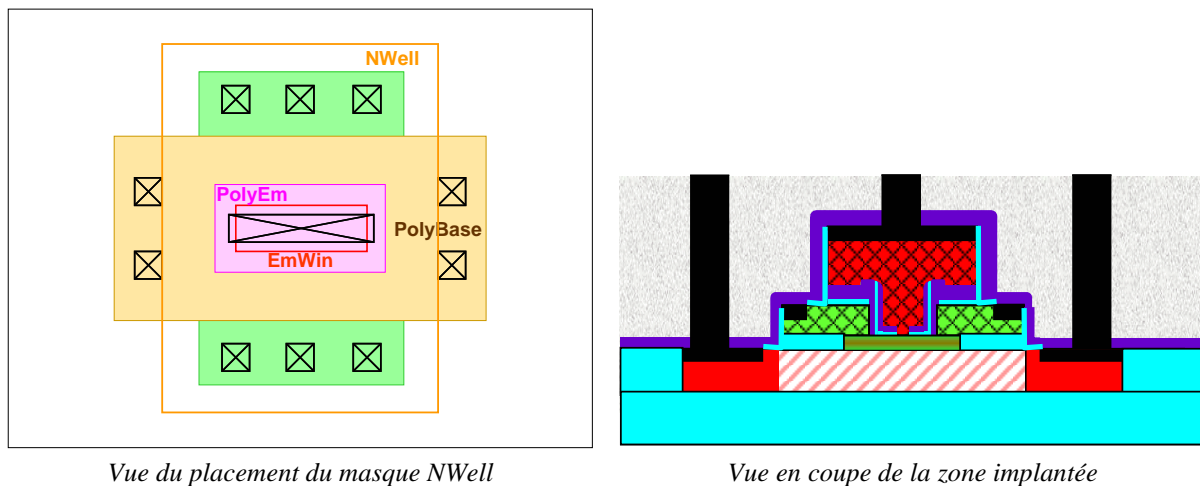 NWell
PolyEm
PolyBase
EmWin
Vue du placement du masque NWell
Vue en coupe de la zone implantée